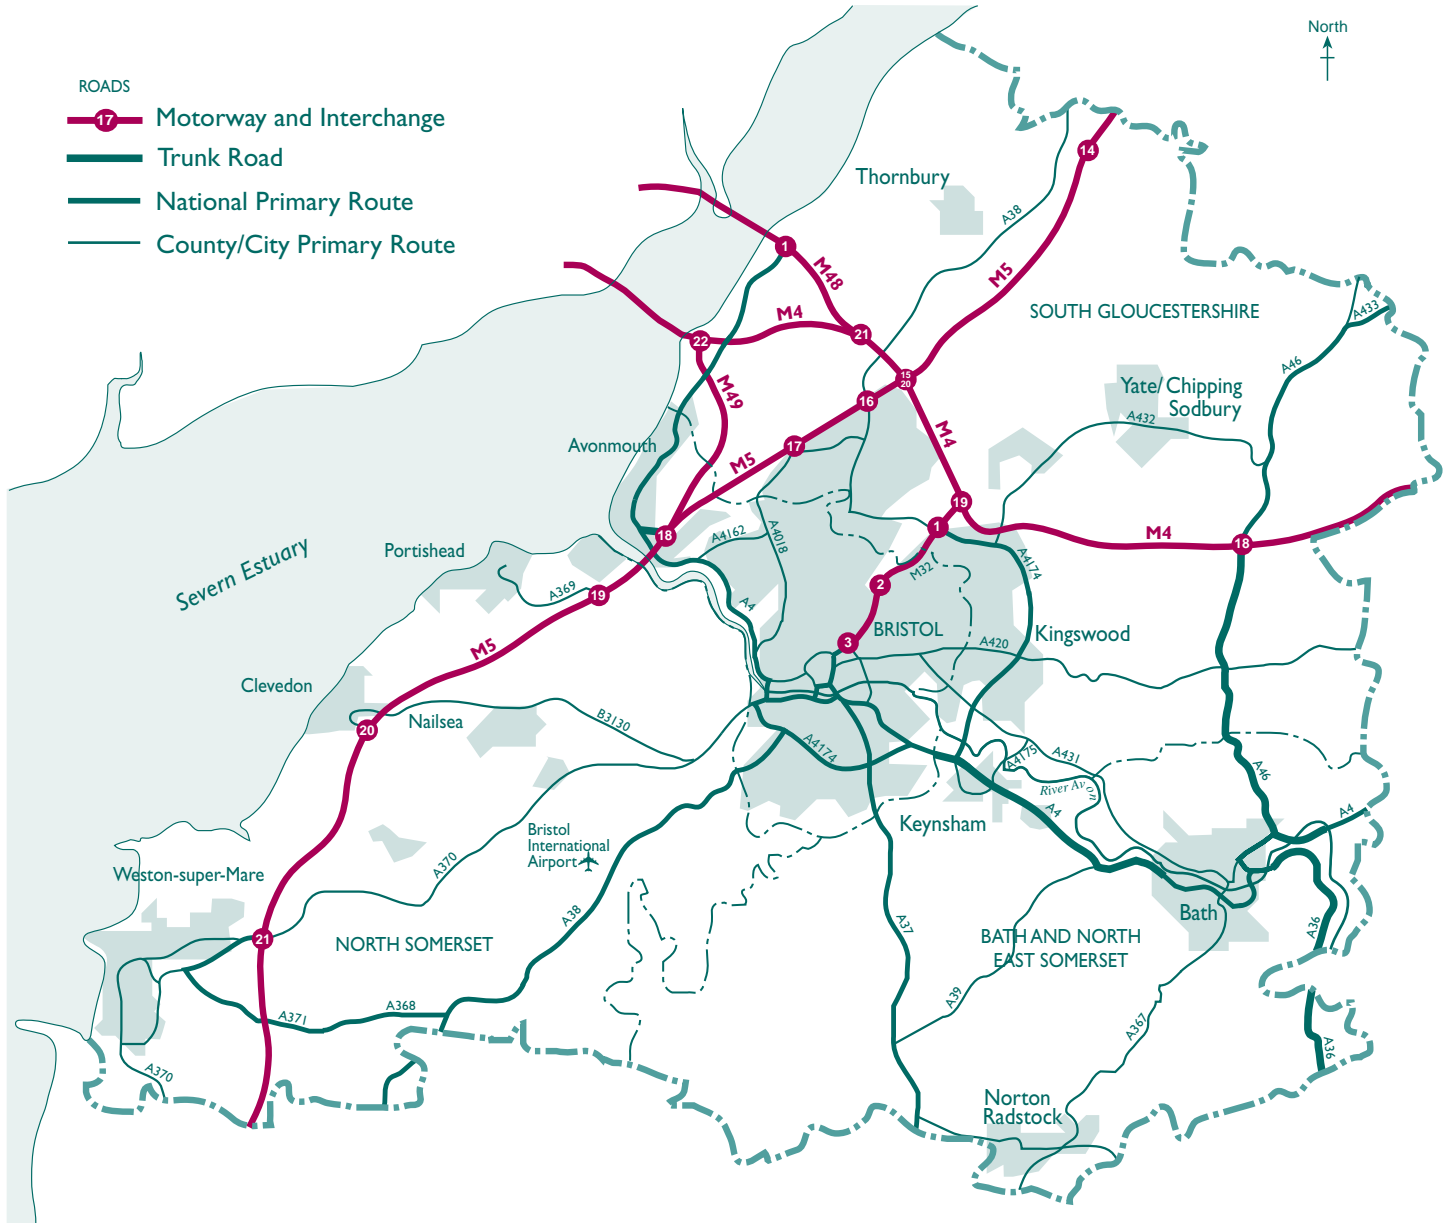 North
ROADS
17
Motorway and Interchange
Trunk Road
National Primary Route
County/City Primary Route
14
Thornbury
A38
M5
1
M48
M4
21
22
M49
SOUTH GLOUCESTERSHIRE
A433
A46
15
20
16
Yate/ Chipping
Sodbury
A432
M4
Avonmouth
17
M5
19
1
18
A4162
A4018
M4
18
Portishead
Severn Estuary
A369
19
M32
2
A4174
A4
3
BRISTOL
Kingswood
A420
M5
Clevedon
20
Nailsea
B3130
A4174
A4175
A431
River Avon
A46
A4
A4
Keynsham
Bristol
International
Airport
A370
Weston-super-Mare
21
NORTH SOMERSET
A38
A37
Bath
A36
BATH AND NORTH
EAST SOMERSET
A39
A371
A368
A367
A36
A370
Norton
Radstock